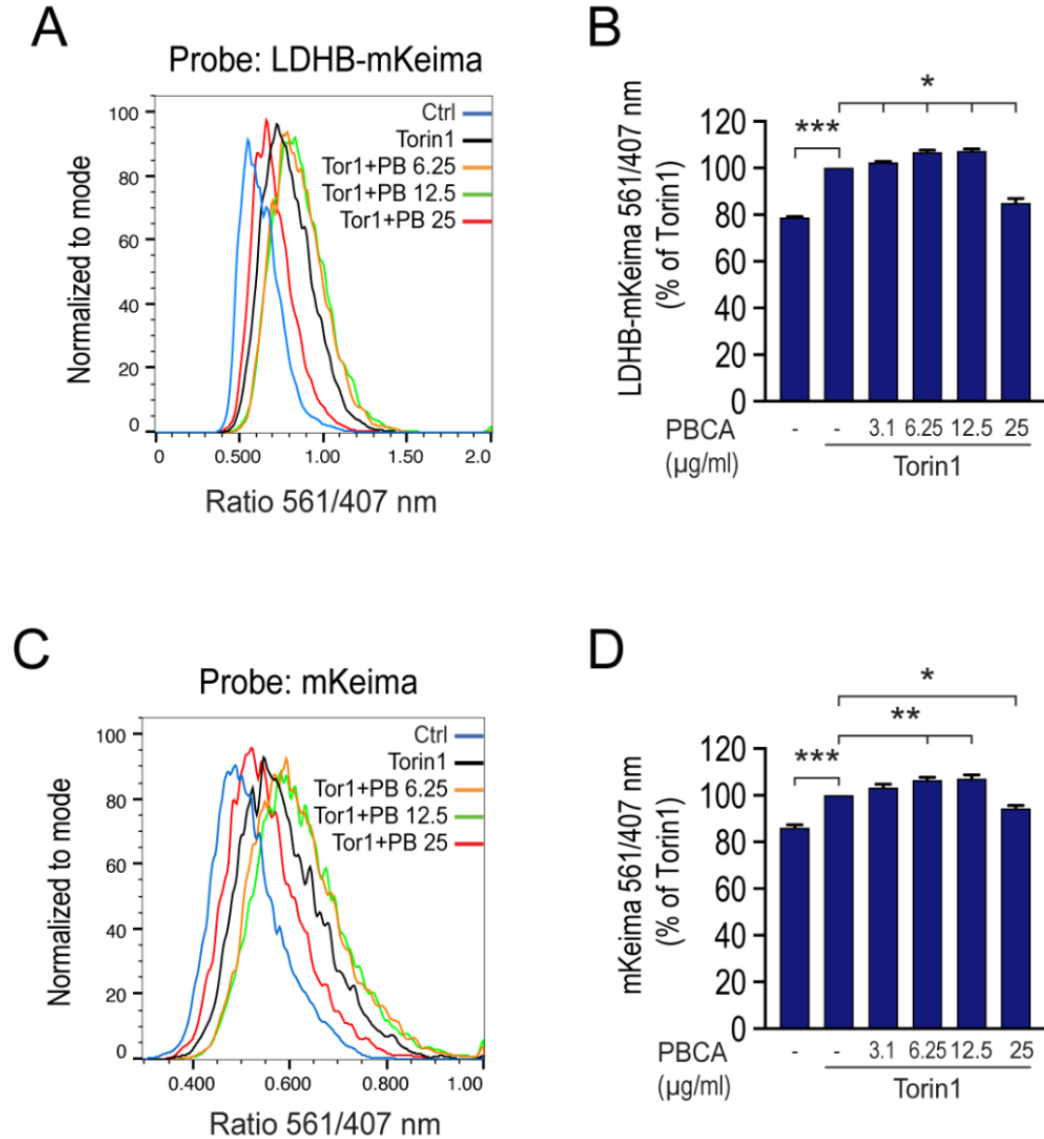 A
Probe: LDHB-mKeima
Normalized to mode
100
80
60
40
20
0
Ctrl
Torin1
Tor1+PB 6.25
Tor1+PB 12.5
Tor1+PB 25
0 0.500 1.00 1.50 2.0
Ratio 561/407 nm
B
LDHB-mKeima 561/407 nm
(% of Torin1)
120
100
80
60
40
20
0
*
***
PBCA - - 3.1 6.25 12.5 25
(µg/ml) Torin1
C
Probe: mKeima
Normalized to mode
100
80
60
40
20
0
Ctrl
Torin1
Tor1+PB 6.25
Tor1+PB 12.5
Tor1+PB 25
0.400 0.600 0.800 1.00
Ratio 561/407 nm
D
mKeima 561/407 nm
(% of Torin1)
120
100
80
60
40
20
0
*
**
***
PBCA - - 3.1 6.25 12.5 25
(µg/ml) Torin1